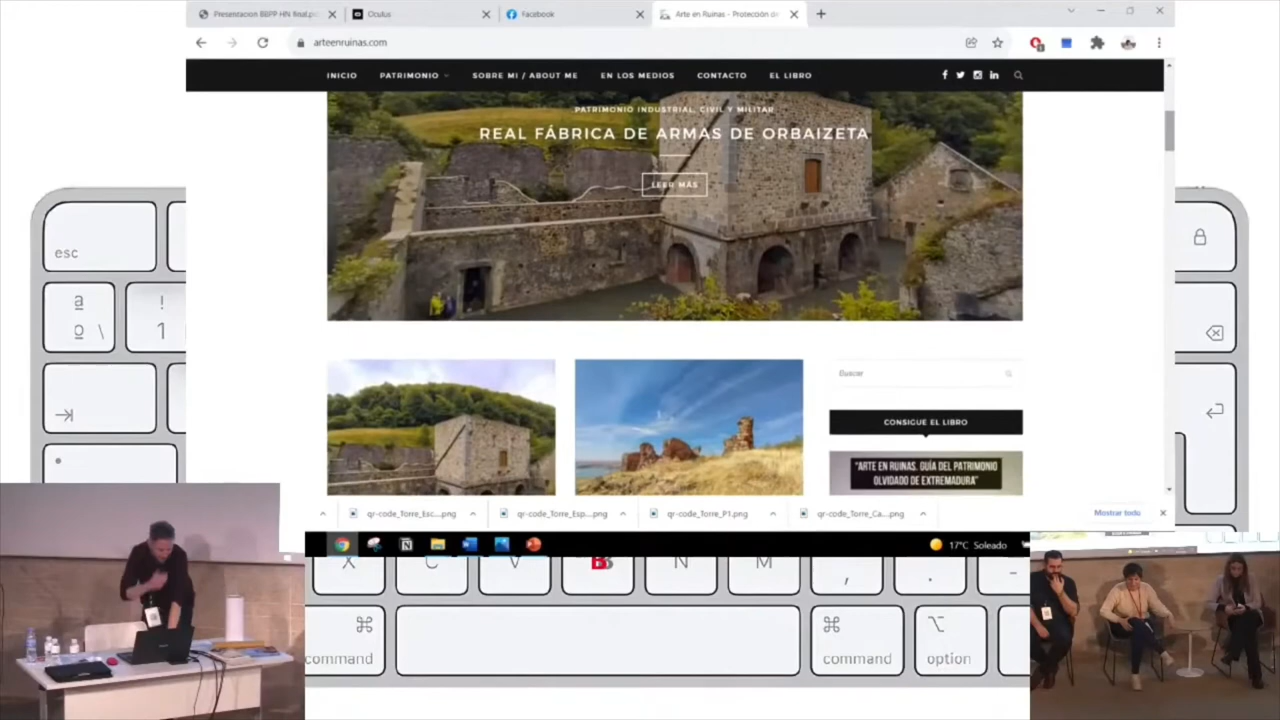 Presentacion BBPP HN final.pp
Oculus
Facebook
Arte en Ruinas - Protección de
arteenruinas.com
INICIO
PATRIMONIO
SOBRE MI / ABOUT ME
EN LOS MEDIOS
CONTACTO
EL LIBRO
PATRIMONIO INDUSTRIAL, CIVIL Y MILITAR
REAL FÁBRICA DE ARMAS DE ORBAIZETA
LEER MÁS
Buscar
CONSIGUE EL LIBRO
"ARTE EN RUINAS. GUÍA DEL PATRIMONIO
OLVIDADO DE EXTREMADURA"
qr-code_Torre_Esc....png
qr-code_Torre_Esp....png
qr-code_Torre_P1.png
qr-code_Torre_Ca....png
Mostrar todo
17°C Soleado
esc
ª
º \
!
1
X
C
V
B
N
M
,
.
-
⌘
command
⌘
command
⌥
option